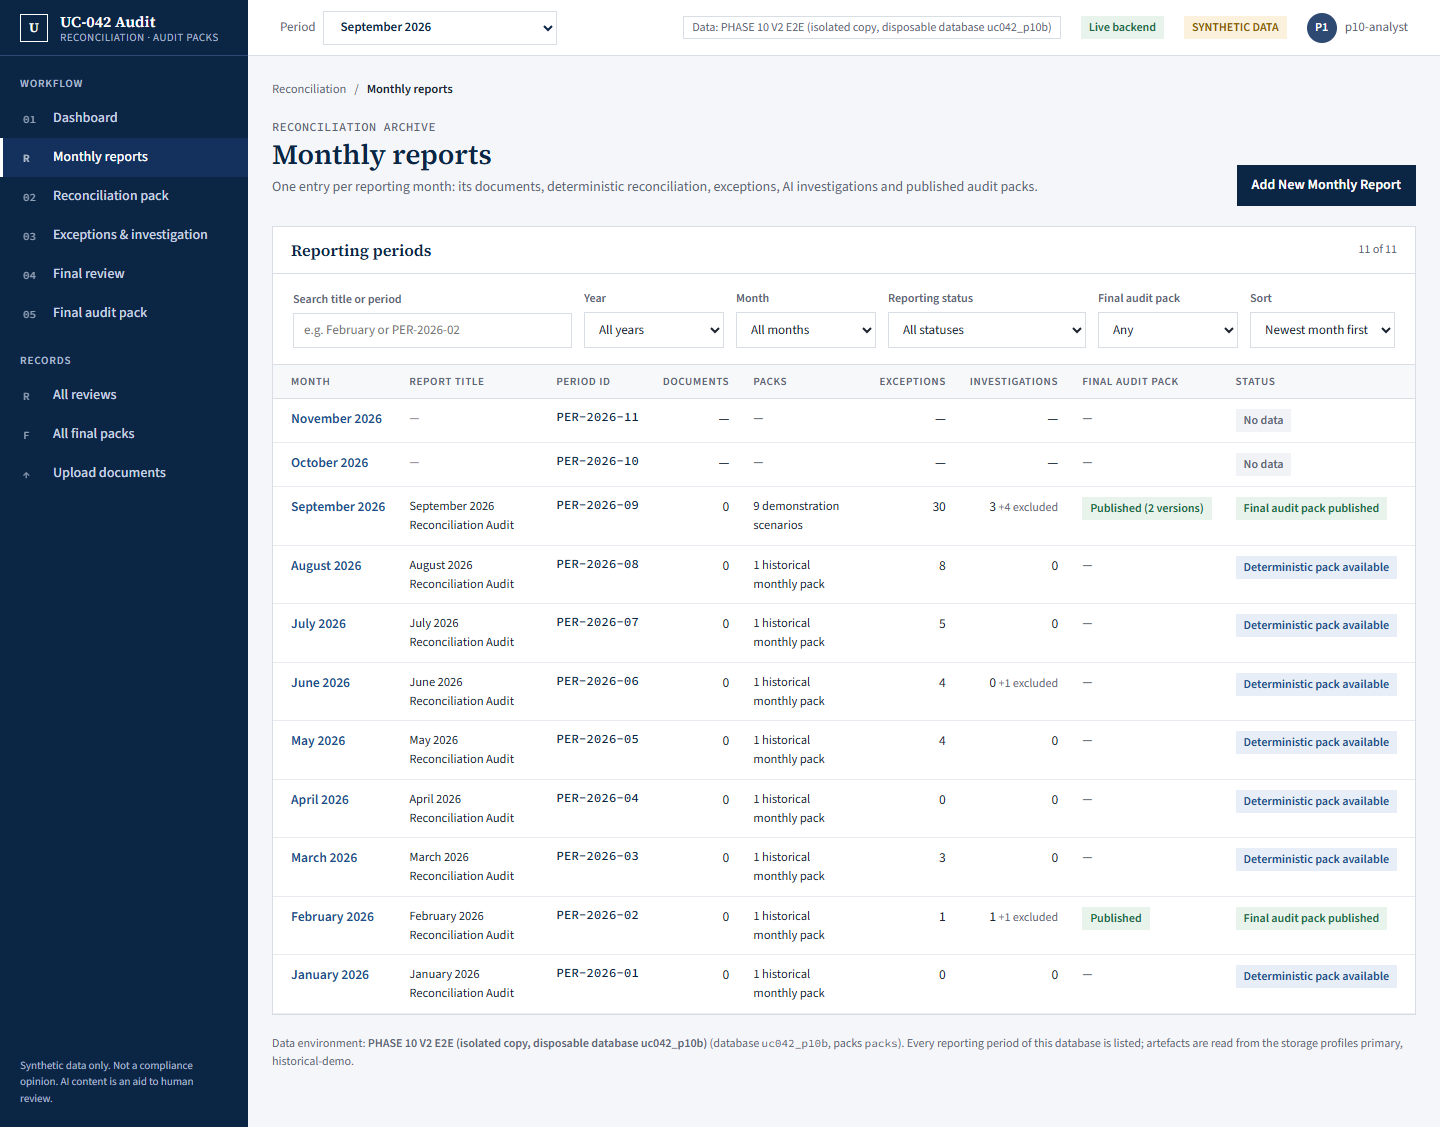 U
UC-042 Audit
RECONCILIATION · AUDIT PACKS
Period
September 2026
Data: PHASE 10 V2 E2E (isolated copy, disposable database uc042_p10b)
Live backend
SYNTHETIC DATA
P1
p10-analyst
WORKFLOW
01 Dashboard
R Monthly reports
02 Reconciliation pack
03 Exceptions & investigation
04 Final review
05 Final audit pack
RECORDS
R All reviews
F All final packs
↑ Upload documents
Synthetic data only. Not a compliance
opinion. AI content is an aid to human
review.
Reconciliation / Monthly reports
RECONCILIATION ARCHIVE
Monthly reports
One entry per reporting month: its documents, deterministic reconciliation, exceptions, AI investigations and published audit packs.
Add New Monthly Report
Reporting periods
11 of 11
Search title or period
Year
Month
Reporting status
Final audit pack
Sort
e.g. February or PER-2026-02
All years
All months
All statuses
Any
Newest month first
MONTH REPORT TITLE PERIOD ID DOCUMENTS PACKS EXCEPTIONS INVESTIGATIONS FINAL AUDIT PACK STATUS
November 2026 — PER-2026-11 — — — — — No data
October 2026 — PER-2026-10 — — — — — No data
September 2026 September 2026 PER-2026-09 0 9 demonstration 30 3 +4 excluded Published (2 versions) Final audit pack published
Reconciliation Audit scenarios
August 2026 August 2026 PER-2026-08 0 1 historical 8 0 — Deterministic pack available
Reconciliation Audit monthly pack
July 2026 July 2026 PER-2026-07 0 1 historical 5 0 — Deterministic pack available
Reconciliation Audit monthly pack
June 2026 June 2026 PER-2026-06 0 1 historical 4 0 +1 excluded — Deterministic pack available
Reconciliation Audit monthly pack
May 2026 May 2026 PER-2026-05 0 1 historical 4 0 — Deterministic pack available
Reconciliation Audit monthly pack
April 2026 April 2026 PER-2026-04 0 1 historical 0 0 — Deterministic pack available
Reconciliation Audit monthly pack
March 2026 March 2026 PER-2026-03 0 1 historical 3 0 — Deterministic pack available
Reconciliation Audit monthly pack
February 2026 February 2026 PER-2026-02 0 1 historical 1 1 +1 excluded Published Final audit pack published
Reconciliation Audit monthly pack
January 2026 January 2026 PER-2026-01 0 1 historical 0 0 — Deterministic pack available
Reconciliation Audit monthly pack
Data environment: PHASE 10 V2 E2E (isolated copy, disposable database uc042_p10b) (database uc042_p10b, packs packs). Every reporting period of this database is listed; artefacts are read from the storage profiles primary,
historical-demo.